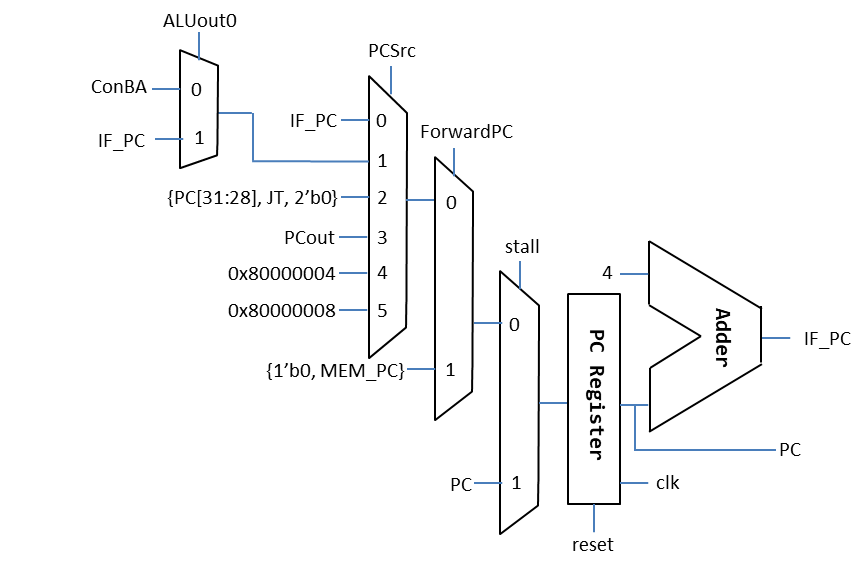 ALUout0
PCSrc
ConBA
0
IF_PC
1
IF_PC
0
ForwardPC
1
{PC[31:28], JT, 2’b0}
2
0
PCout
3
stall
0x80000004
4
4
0x80000008
5
0
PC Register
Adder
IF_PC
{1’b0, MEM_PC}
1
PC
PC
1
clk
reset